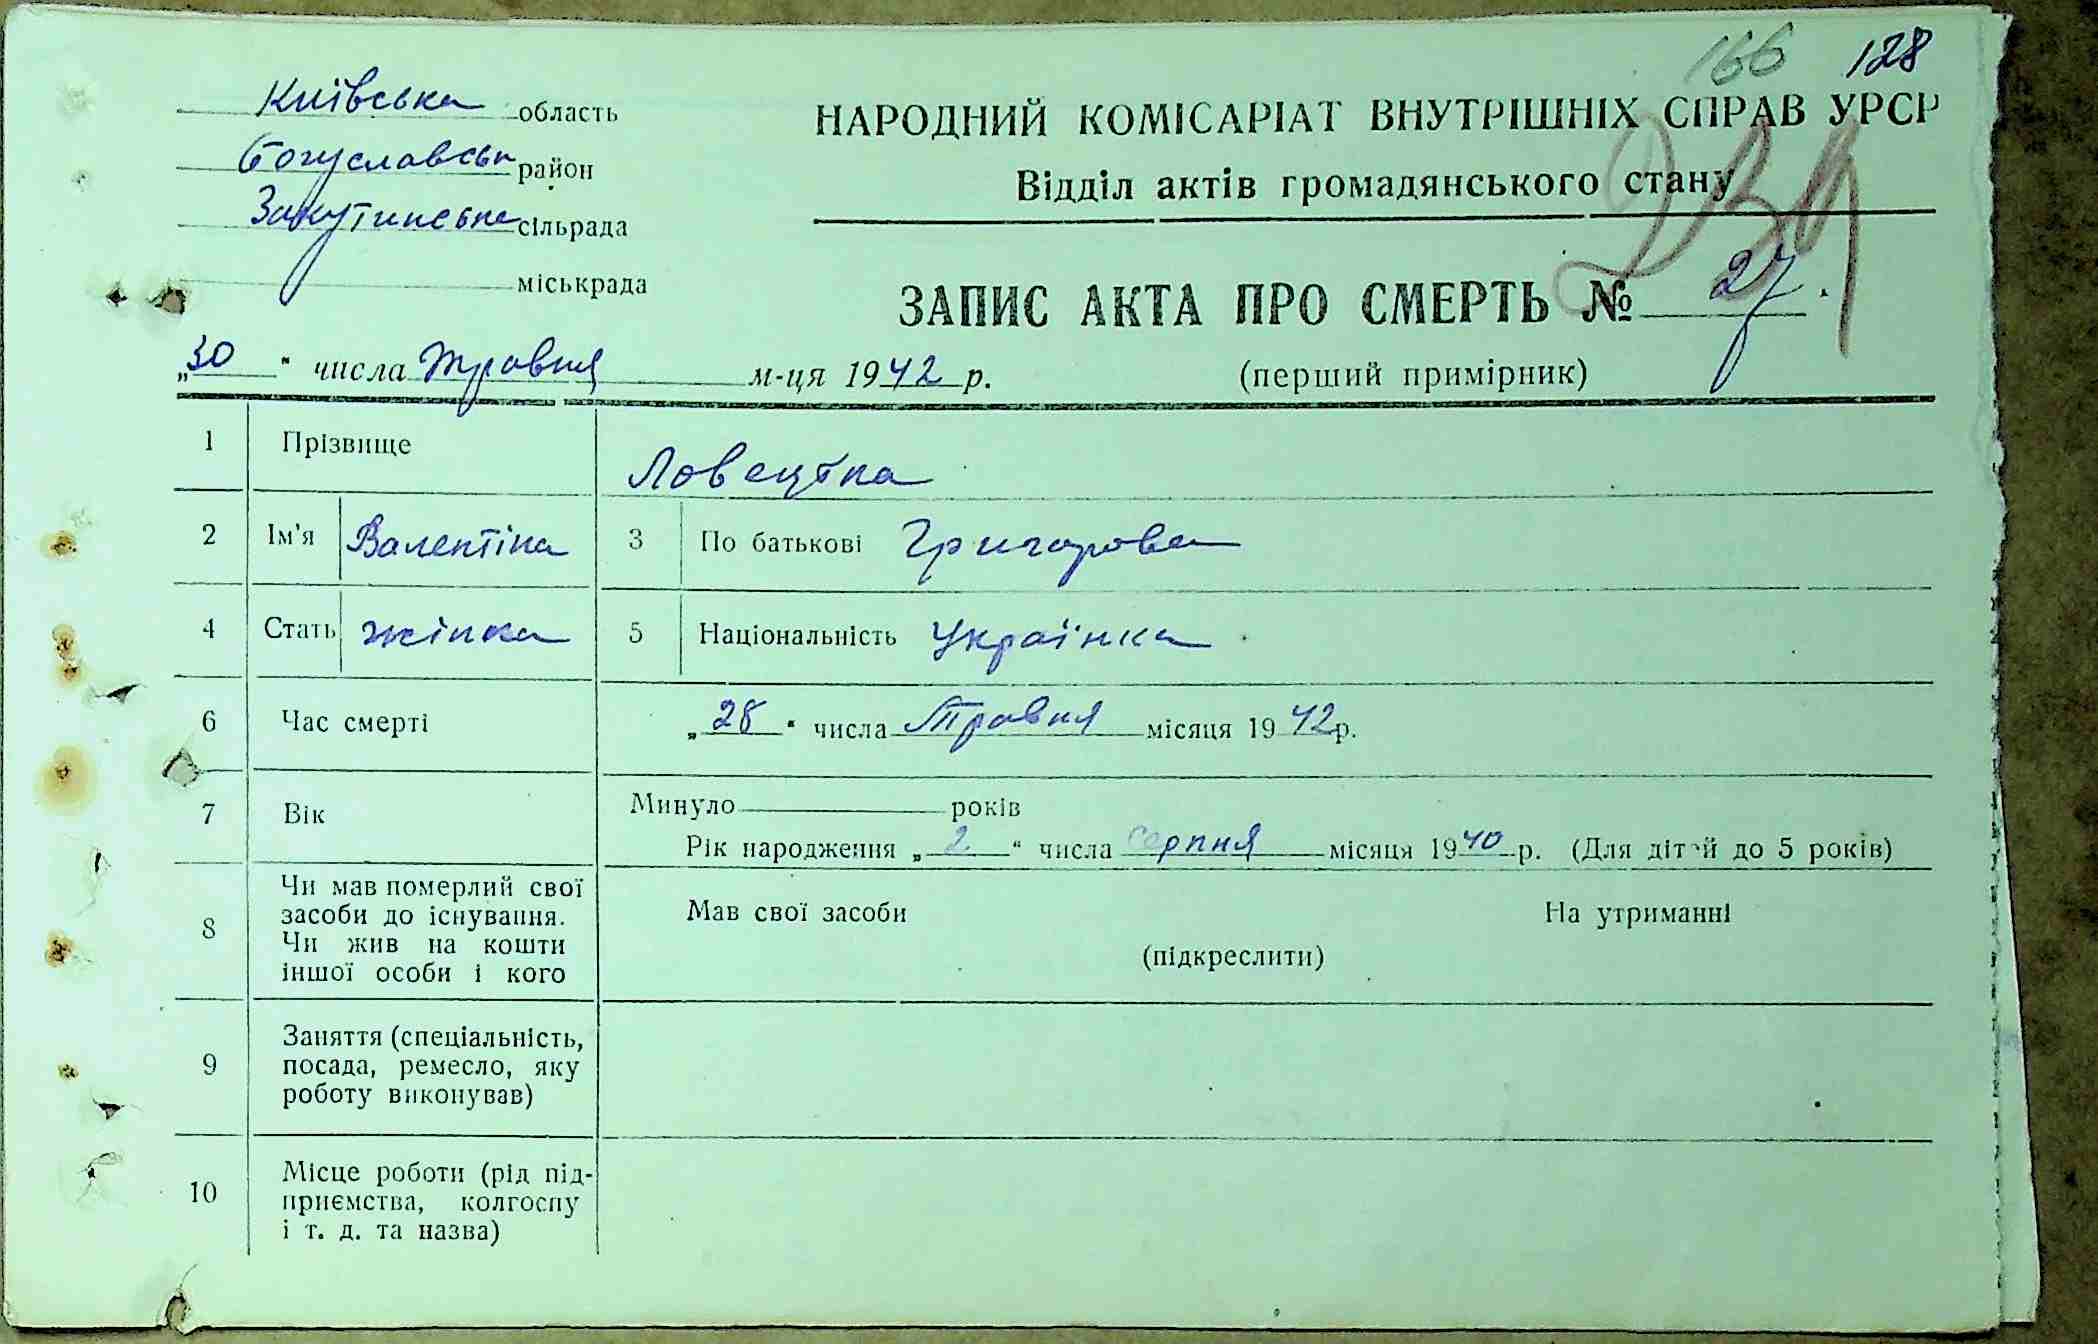 166 128
Київська область
НАРОДНИЙ КОМІСАРІАТ ВНУТРІШНІХ СПРАВ УРСР
Богуславськ район
Відділ актів громадянського стану
Закутинська сільрада
міськрада
ЗАПИС АКТА ПРО СМЕРТЬ № 27.
„30“ числа Травня м-ця 1942 р.
(перший примірник)
1 Прізвище Ловецька
2 Ім'я Валентіна 3 По батькові Григорова
4 Стать жінка 5 Національність Українка
6 Час смерті „28“ числа Травня місяця 1942р.
7 Вік Минуло років
Рік народження „2“ числа серпня місяця 1940 р. (Для дітей до 5 років)
8 Чи мав померлий свої
засоби до існування.
Чи жив на кошти
іншої особи і кого
Мав свої засоби На утриманні
(підкреслити)
9 Заняття (спеціальність,
посада, ремесло, яку
роботу виконував)
10 Місце роботи (рід під-
приємства, колгоспу
і т. д. та назва)